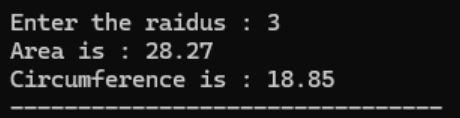 Enter the raidus : 3
Area is : 28.27
Circumference is : 18.85
--------------------------------